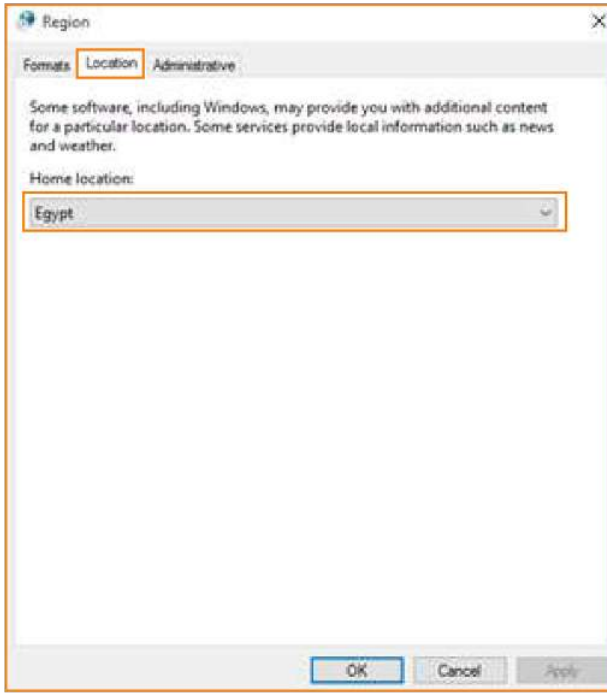 Region
Formats Location Administrative
Some software, including Windows, may provide you with additional content
for a particular location. Some services provide local information such as news
and weather.
Home location:
Egypt
OK Cancel Apply